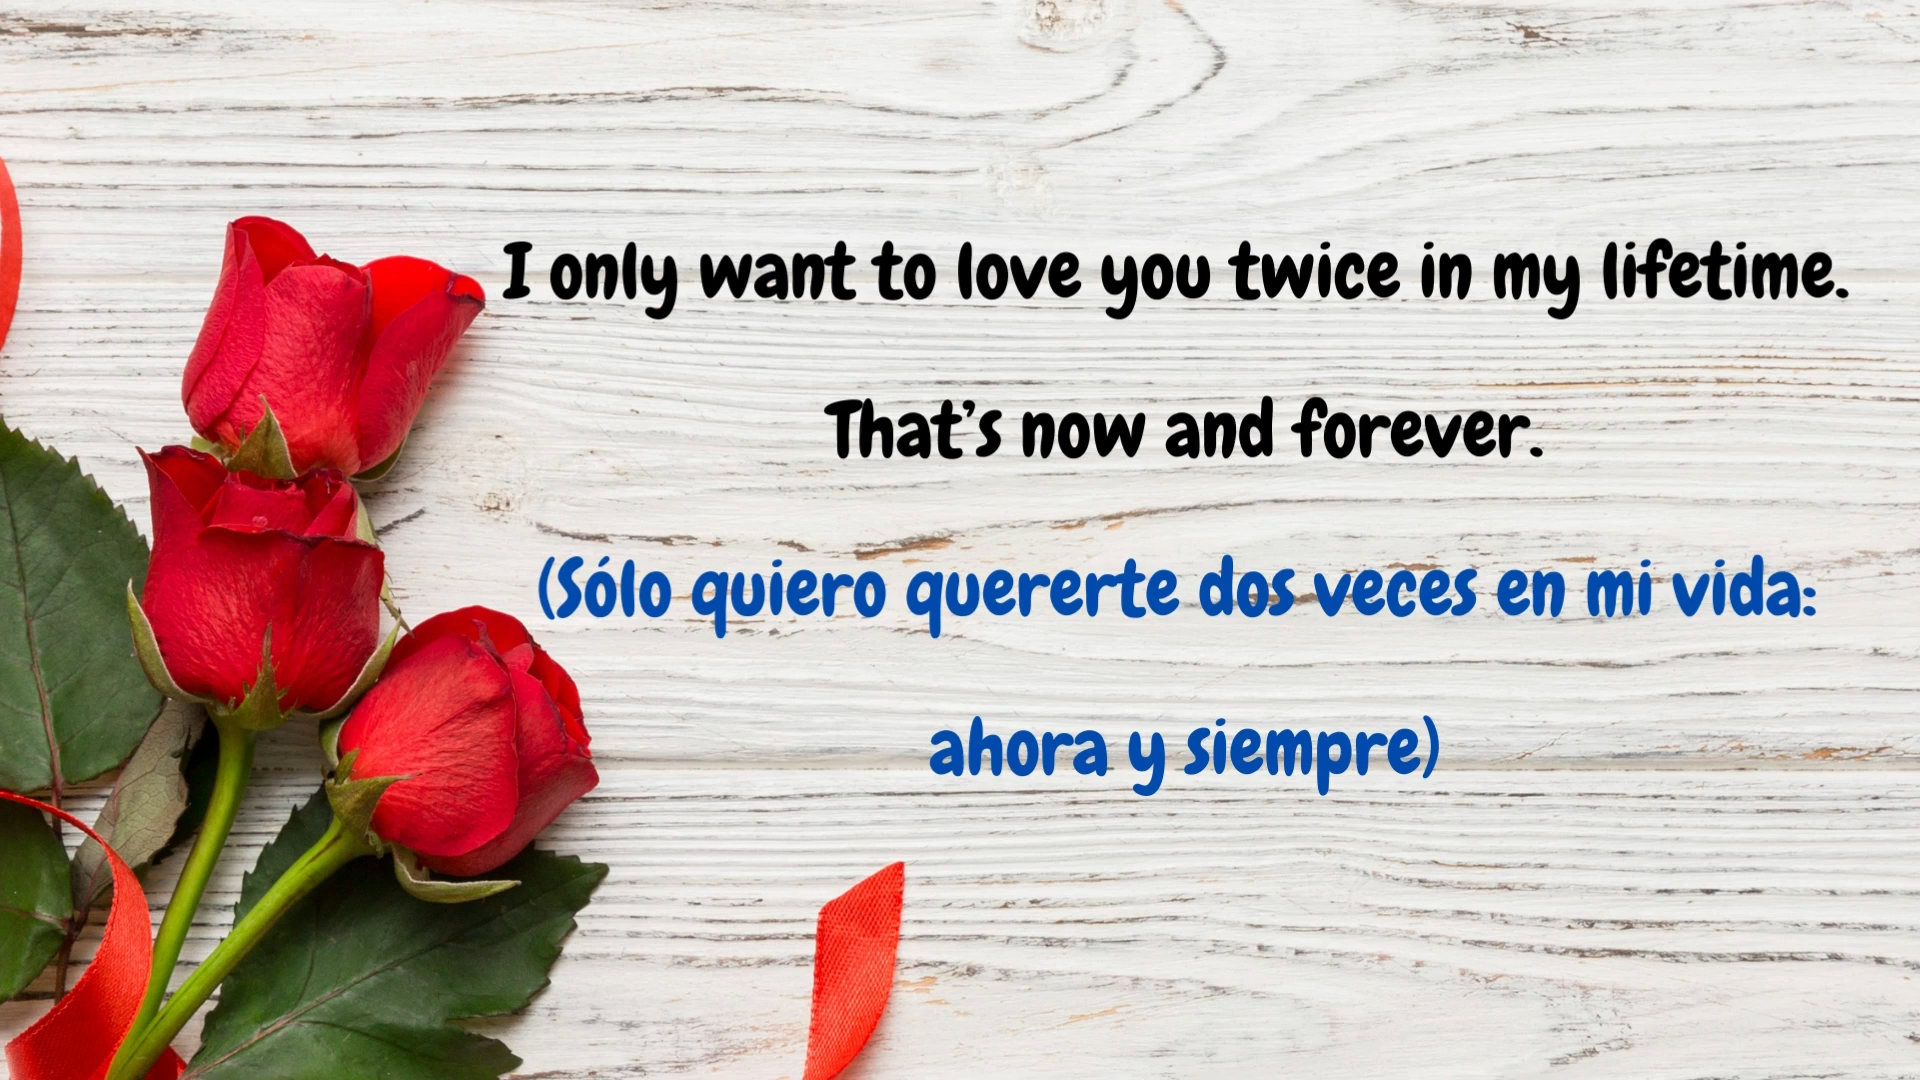 I only want to love you twice in my lifetime.
That’s now and forever.
(Sólo quiero quererte dos veces en mi vida:
ahora y siempre)